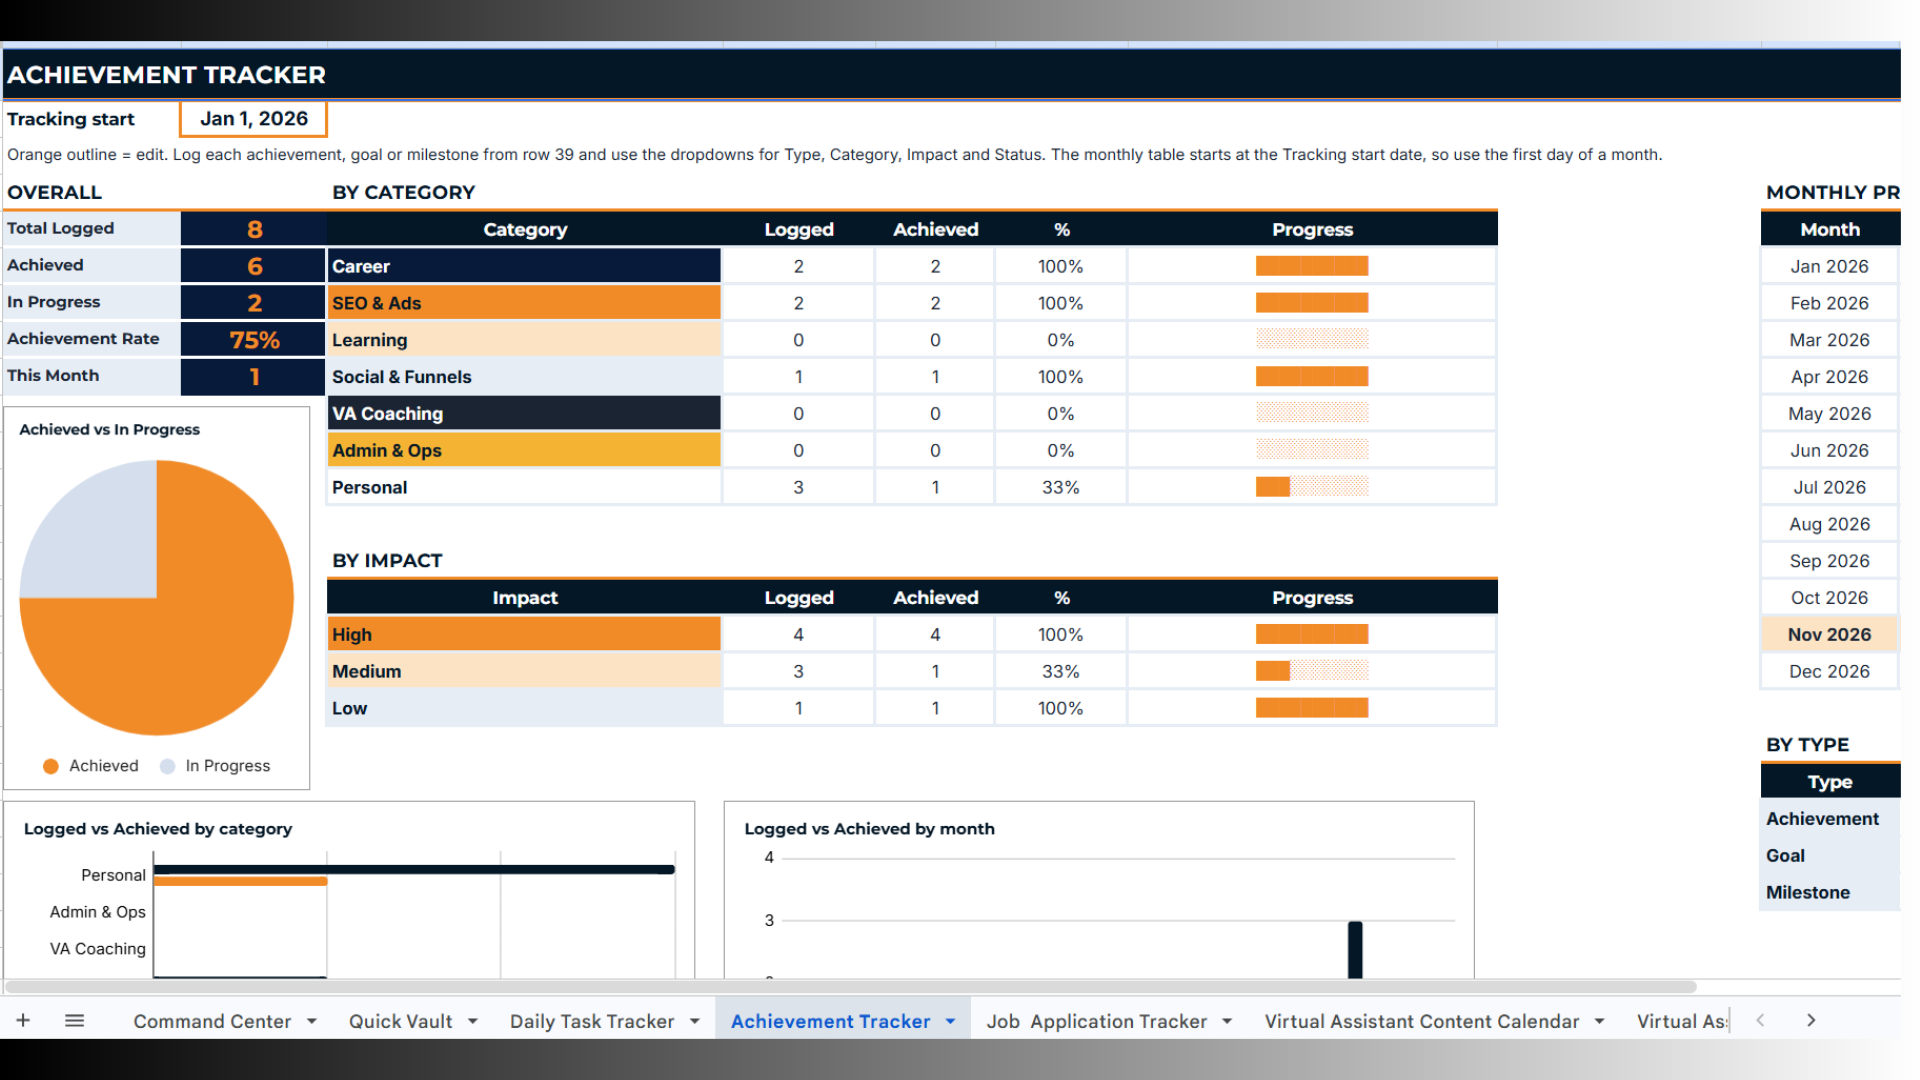 ACHIEVEMENT TRACKER
Tracking start Jan 1, 2026
Orange outline = edit. Log each achievement, goal or milestone from row 39 and use the dropdowns for Type, Category, Impact and Status. The monthly table starts at the Tracking start date, so use the first day of a month.
OVERALL
Total Logged 8
Achieved 6
In Progress 2
Achievement Rate 75%
This Month 1
BY CATEGORY
Category Logged Achieved % Progress
Career 2 2 100%
SEO & Ads 2 2 100%
Learning 0 0 0%
Social & Funnels 1 1 100%
VA Coaching 0 0 0%
Admin & Ops 0 0 0%
Personal 3 1 33%
MONTHLY PR
Month
Jan 2026
Feb 2026
Mar 2026
Apr 2026
May 2026
Jun 2026
Jul 2026
Aug 2026
Sep 2026
Oct 2026
Nov 2026
Dec 2026
Achieved vs In Progress
Achieved In Progress
BY IMPACT
Impact Logged Achieved % Progress
High 4 4 100%
Medium 3 1 33%
Low 1 1 100%
BY TYPE
Type
Achievement
Goal
Milestone
Logged vs Achieved by category
Personal
Admin & Ops
VA Coaching
Logged vs Achieved by month
4
3
Command Center Quick Vault Daily Task Tracker Achievement Tracker Job Application Tracker Virtual Assistant Content Calendar Virtual As